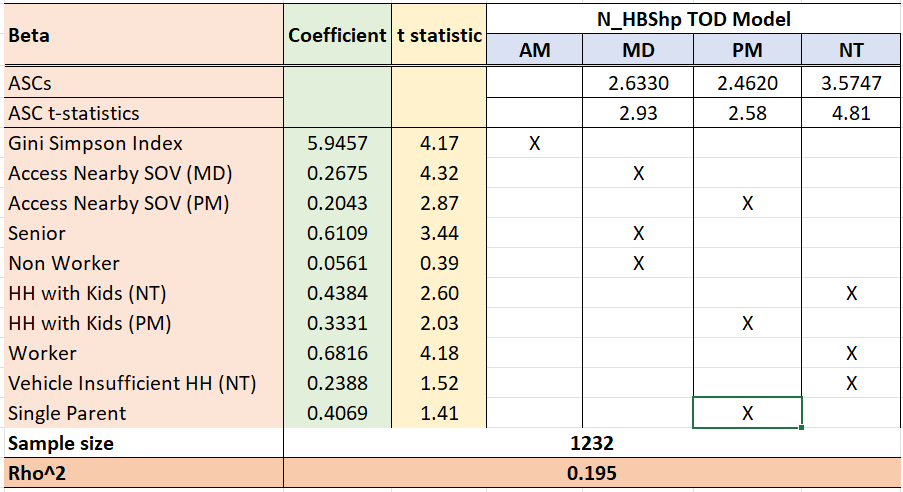 Beta Coefficient t statistic N_HBShp TOD Model
AM MD PM NT
ASCs 2.6330 2.4620 3.5747
ASC t-statistics 2.93 2.58 4.81
Gini Simpson Index 5.9457 4.17 X
Access Nearby SOV (MD) 0.2675 4.32 X
Access Nearby SOV (PM) 0.2043 2.87 X
Senior 0.6109 3.44 X
Non Worker 0.0561 0.39 X
HH with Kids (NT) 0.4384 2.60 X
HH with Kids (PM) 0.3331 2.03 X
Worker 0.6816 4.18 X
Vehicle Insufficient HH (NT) 0.2388 1.52 X
Single Parent 0.4069 1.41 X
Sample size 1232
Rho^2 0.195